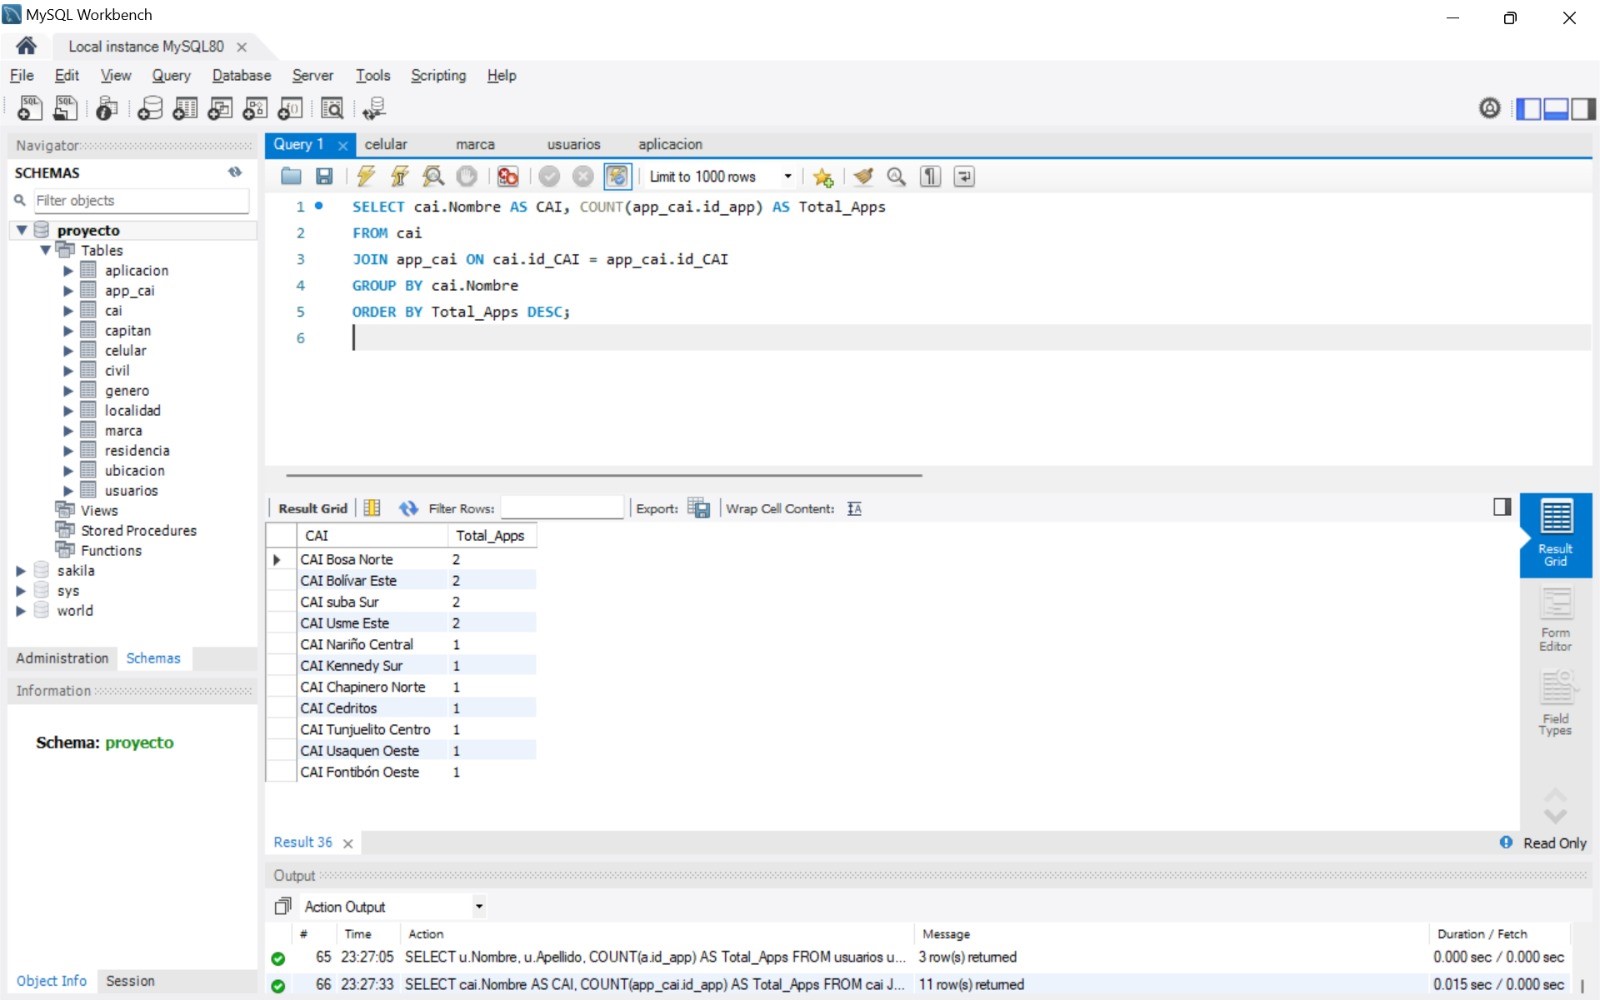 MySQL Workbench
Local instance MySQL80
File Edit View Query Database Server Tools Scripting Help
Navigator
SCHEMAS
Filter objects
proyecto
Tables
aplicacion
app_cai
cai
capitan
celular
civil
genero
localidad
marca
residencia
ubicacion
usuarios
Views
Stored Procedures
Functions
sakila
sys
world
Administration Schemas
Information
Schema: proyecto
Object Info Session
Query 1 celular marca usuarios aplicacion
Limit to 1000 rows
1 SELECT cai.Nombre AS CAI, COUNT(app_cai.id_app) AS Total_Apps
2 FROM cai
3 JOIN app_cai ON cai.id_CAI = app_cai.id_CAI
4 GROUP BY cai.Nombre
5 ORDER BY Total_Apps DESC;
6
Result Grid Filter Rows: Export: Wrap Cell Content:
CAI Total_Apps
CAI Bosa Norte 2
CAI Bolívar Este 2
CAI suba Sur 2
CAI Usme Este 2
CAI Nariño Central 1
CAI Kennedy Sur 1
CAI Chapinero Norte 1
CAI Cedritos 1
CAI Tunjuelito Centro 1
CAI Usaquen Oeste 1
CAI Fontibón Oeste 1
Result Grid
Form Editor
Field Types
Result 36
Read Only
Output
Action Output
# Time Action Message Duration / Fetch
65 23:27:05 SELECT u.Nombre, u.Apellido, COUNT(a.id_app) AS Total_Apps FROM usuarios u... 3 row(s) returned 0.000 sec / 0.000 sec
66 23:27:33 SELECT cai.Nombre AS CAI, COUNT(app_cai.id_app) AS Total_Apps FROM cai J... 11 row(s) returned 0.015 sec / 0.000 sec